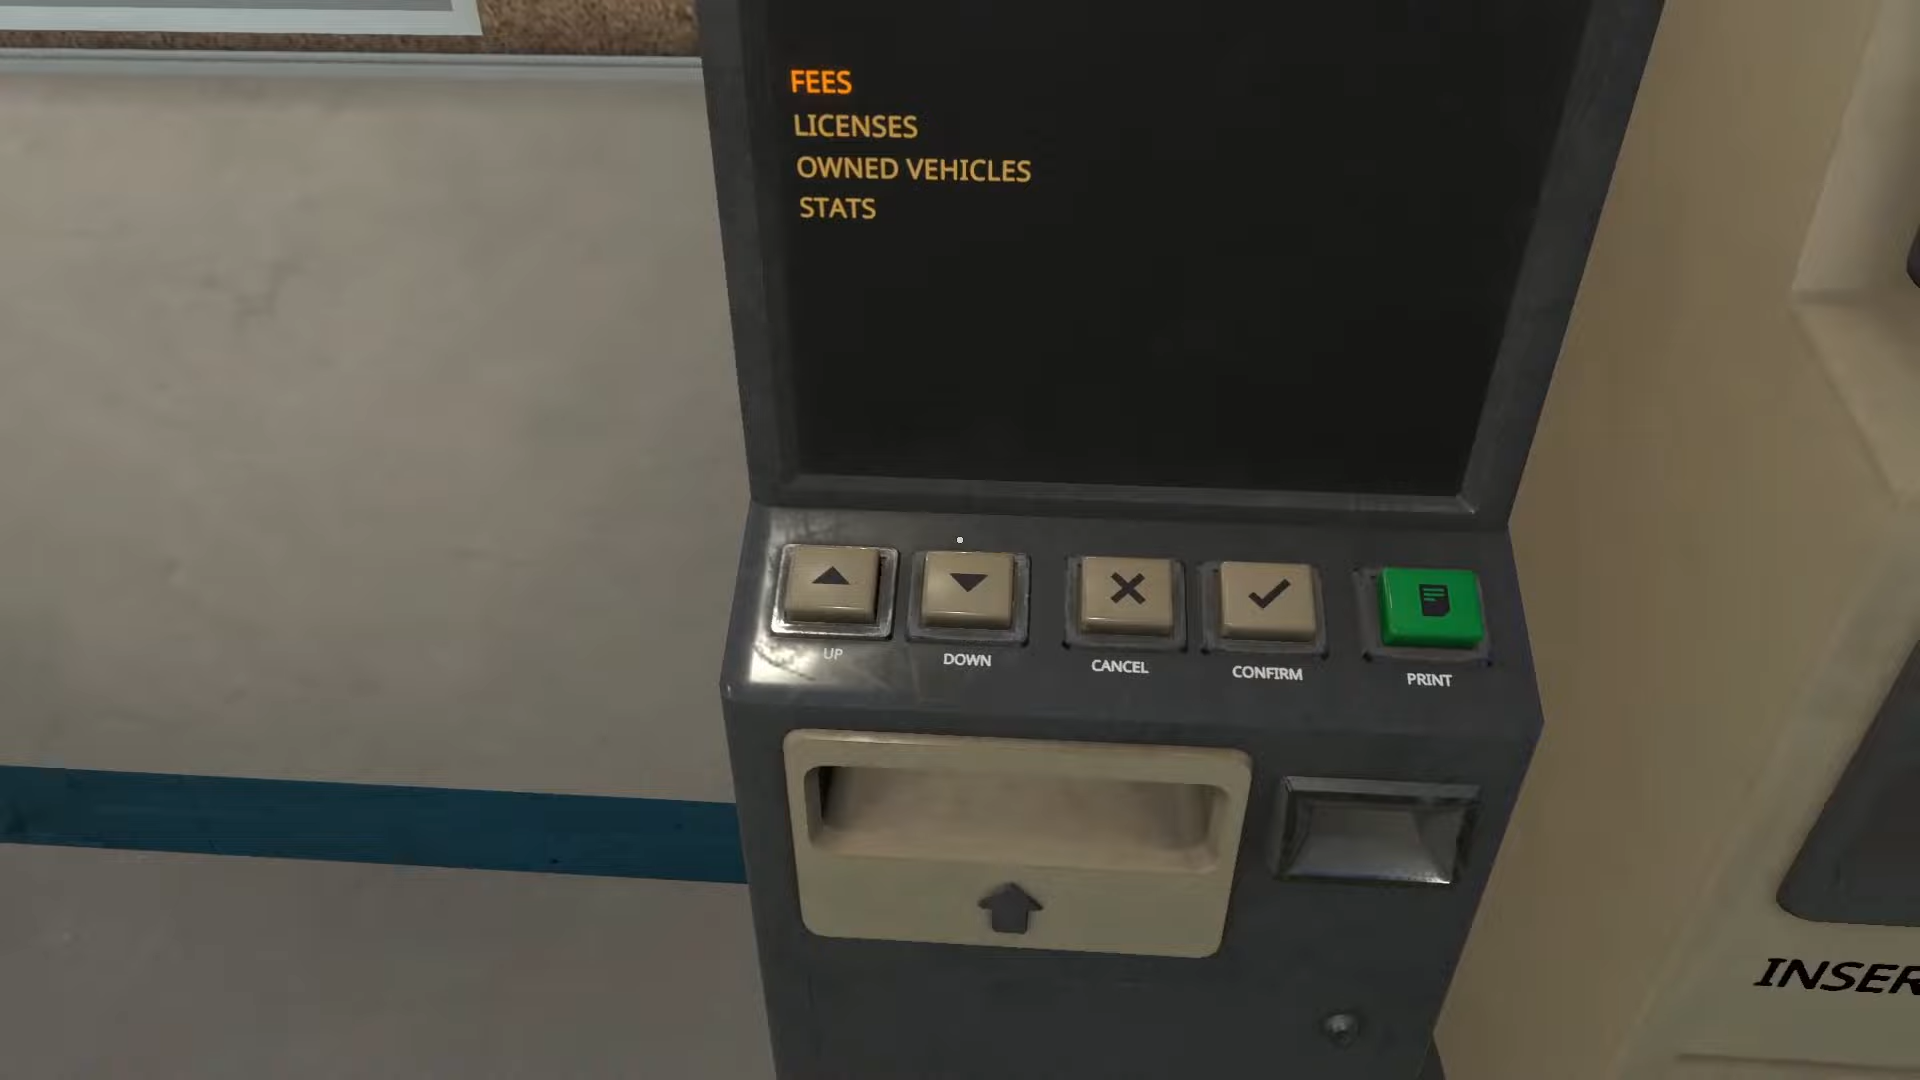 FEES
LICENSES
OWNED VEHICLES
STATS
UP
DOWN
CANCEL
CONFIRM
PRINT